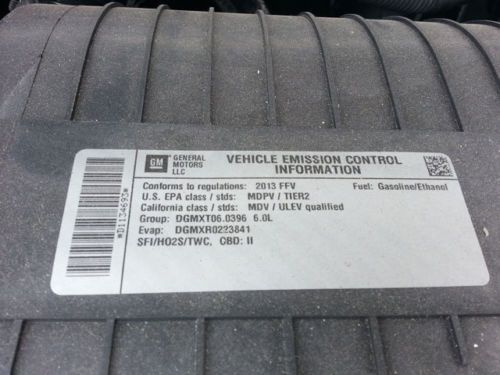 GM GENERAL MOTORS LLC
VEHICLE EMISSION CONTROL INFORMATION
Conforms to regulations: 2013 FFV Fuel: Gasoline/Ethanol
U.S. EPA class / stds: MDPV / TIER2
California class / stds: MDV / ULEV qualified
Group: DGMXT06.0396 6.0L
Evap: DGMXR0223841
SFI/HO2S/TWC, OBD: II
*D1134693*